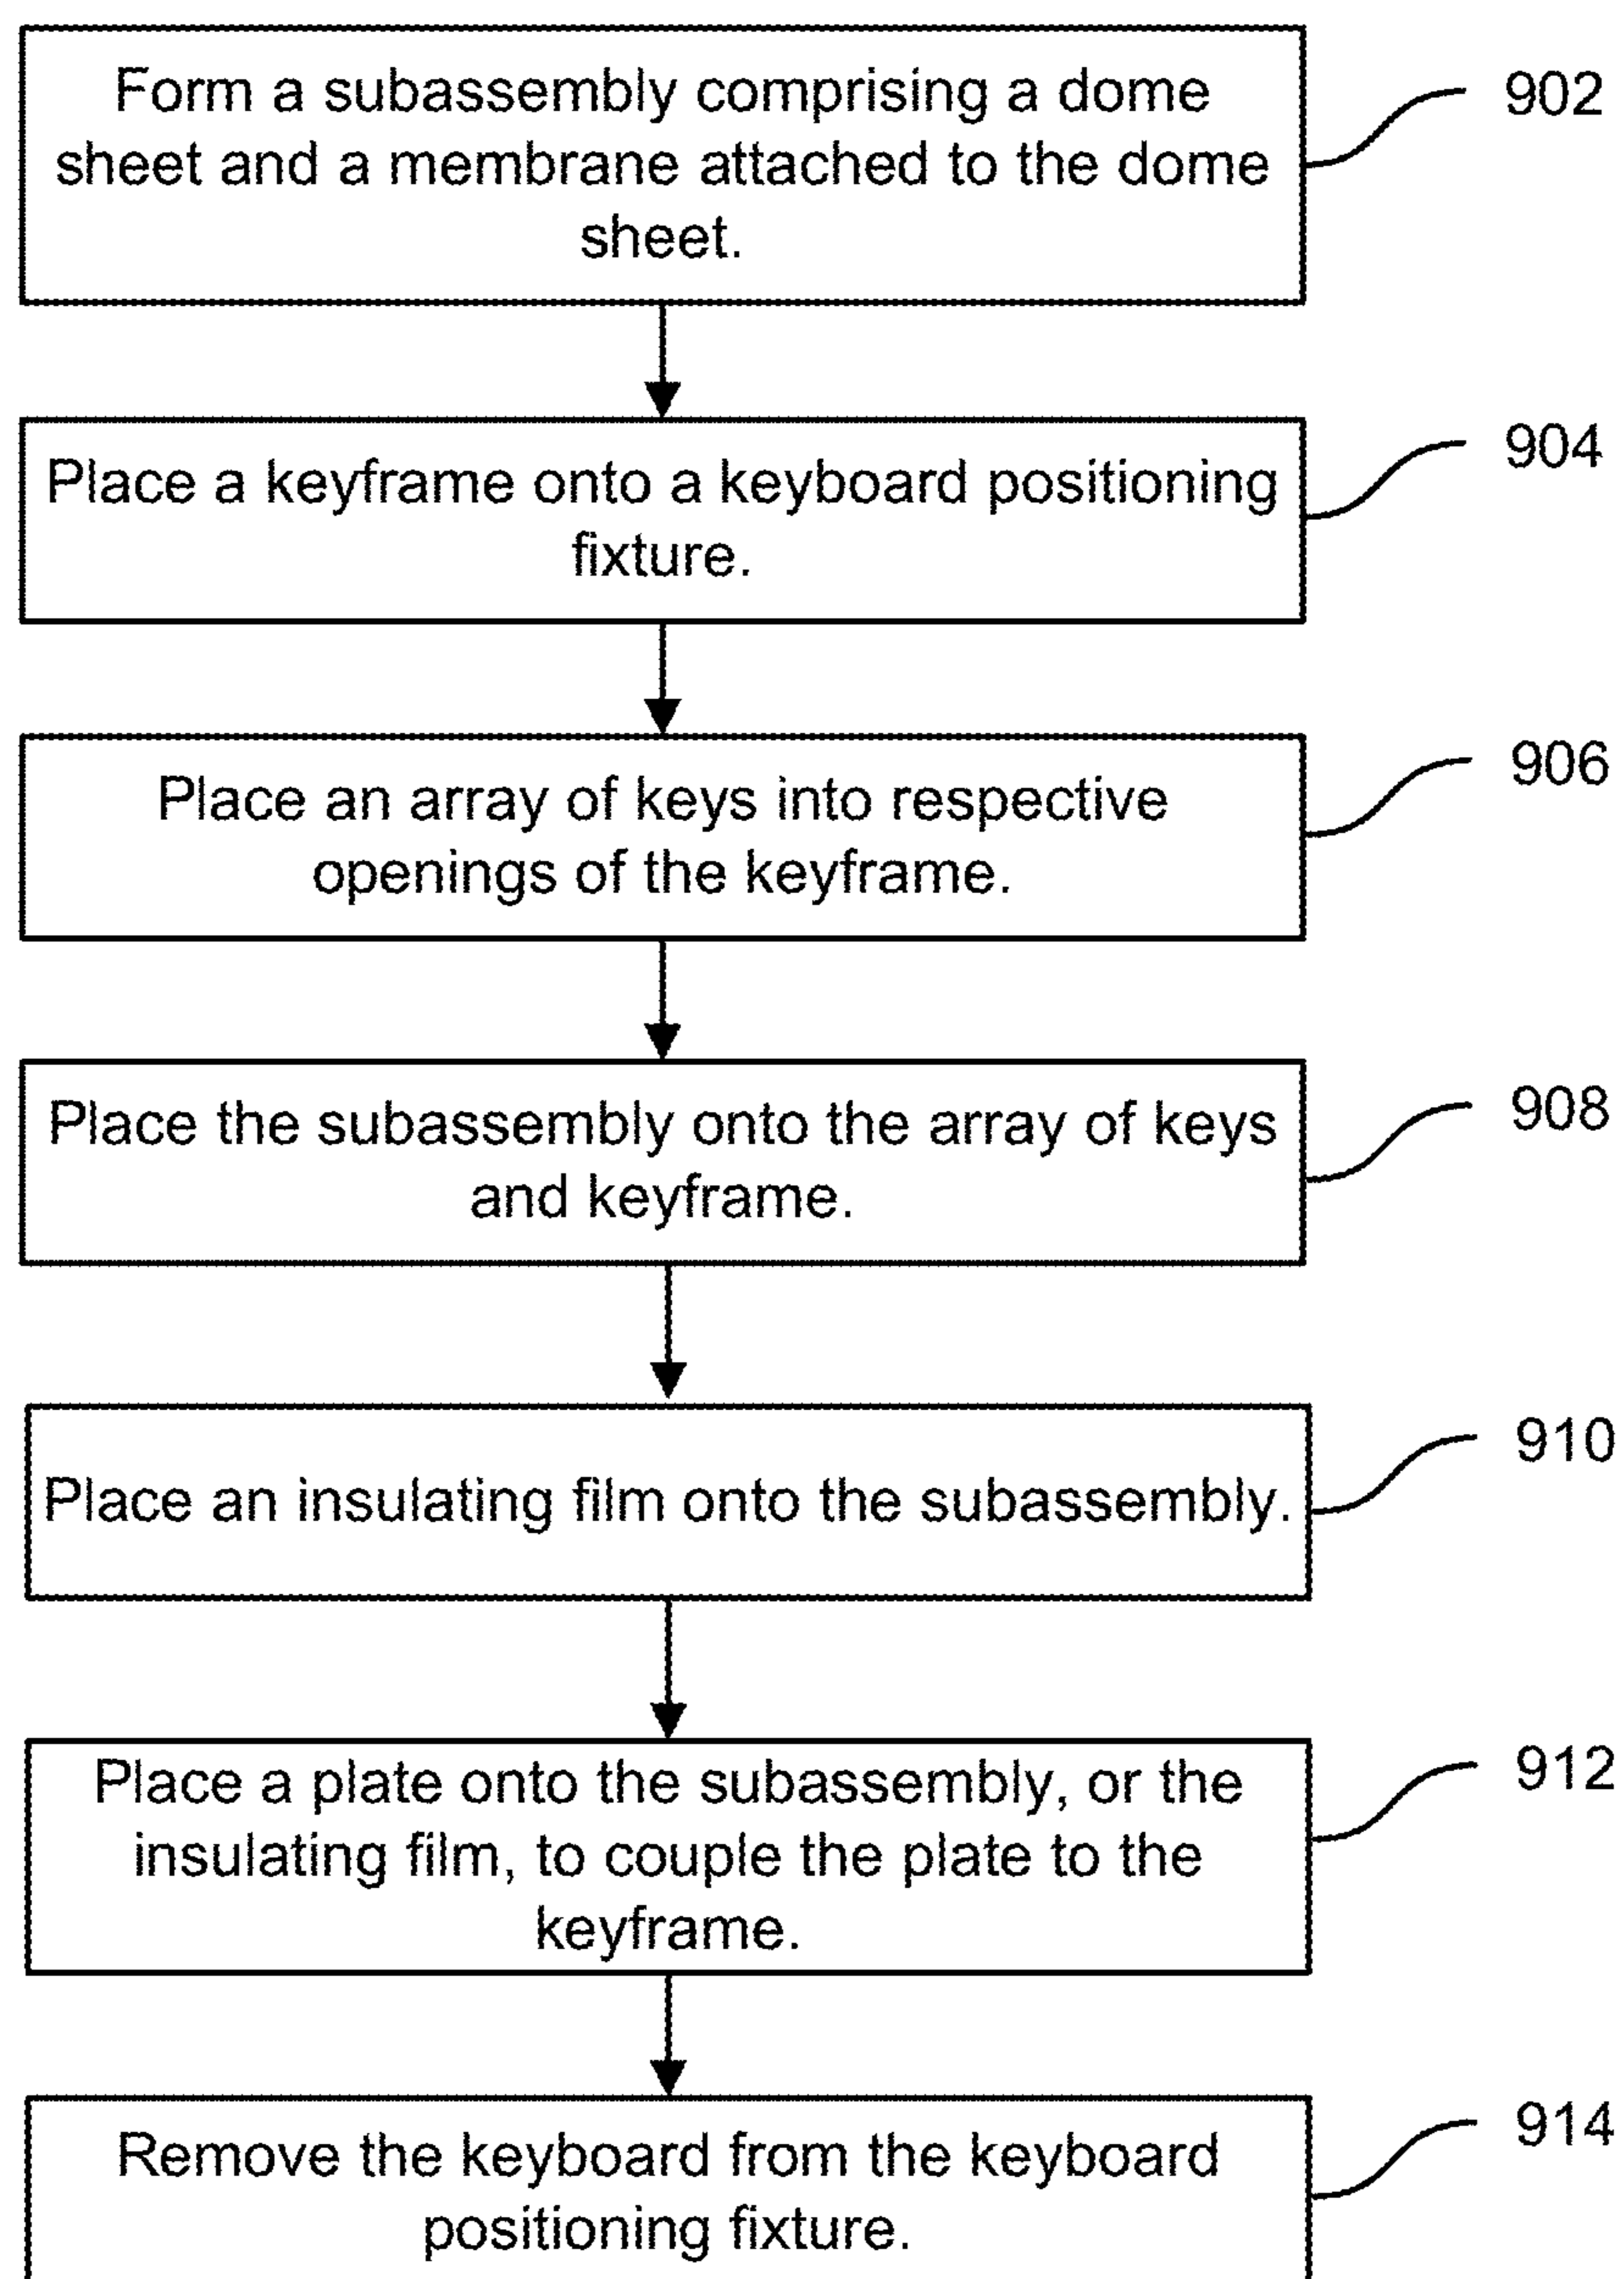 Form a subassembly comprising a dome
sheet and a membrane attached to the dome
sheet.
902
Place a keyframe onto a keyboard positioning
fixture.
904
Place an array of keys into respective
openings of the keyframe.
906
Place the subassembly onto the array of keys
and keyframe.
908
Place an insulating film onto the subassembly.
910
Place a plate onto the subassembly, or the
insulating film, to couple the plate to the
keyframe.
912
Remove the keyboard from the keyboard
positioning fixture.
914